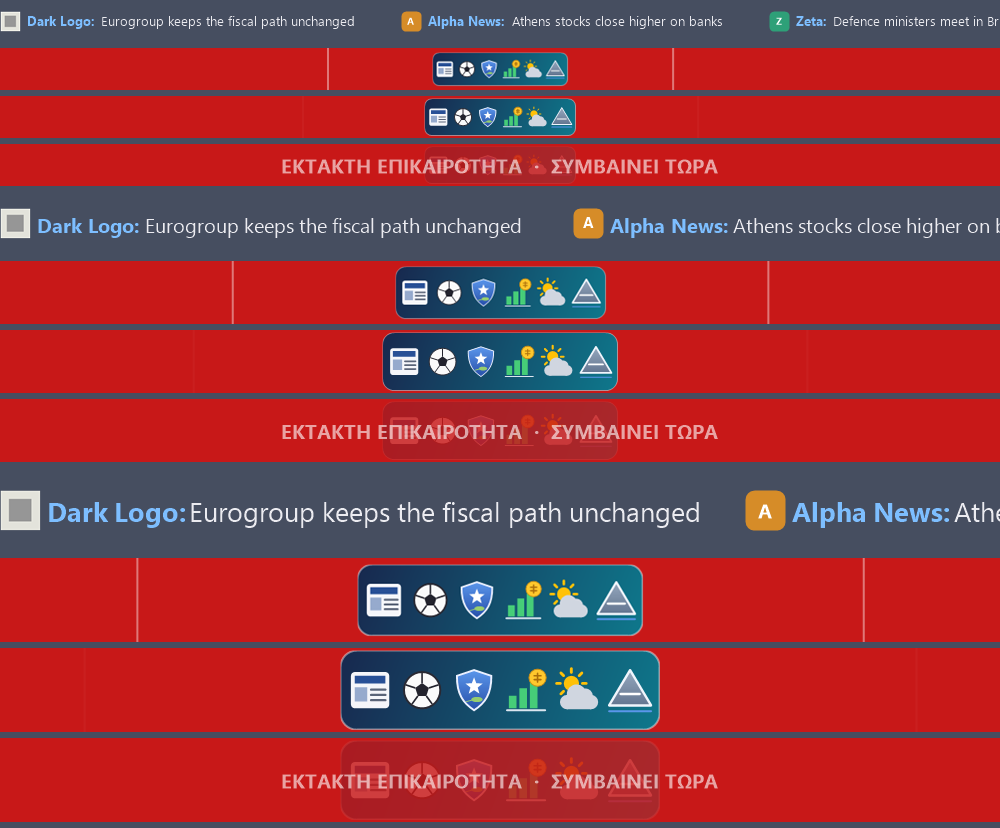 Dark Logo: Eurogroup keeps the fiscal path unchanged A Alpha News: Athens stocks close higher on banks Z Zeta: Defence ministers meet in Br
ΕΚΤΑΚΤΗ ΕΠΙΚΑΙΡΟΤΗΤΑ · ΣΥΜΒΑΙΝΕΙ ΤΩΡΑ
Dark Logo: Eurogroup keeps the fiscal path unchanged A Alpha News: Athens stocks close higher on b
ΕΚΤΑΚΤΗ ΕΠΙΚΑΙΡΟΤΗΤΑ · ΣΥΜΒΑΙΝΕΙ ΤΩΡΑ
Dark Logo: Eurogroup keeps the fiscal path unchanged A Alpha News: Athe
ΕΚΤΑΚΤΗ ΕΠΙΚΑΙΡΟΤΗΤΑ · ΣΥΜΒΑΙΝΕΙ ΤΩΡΑ